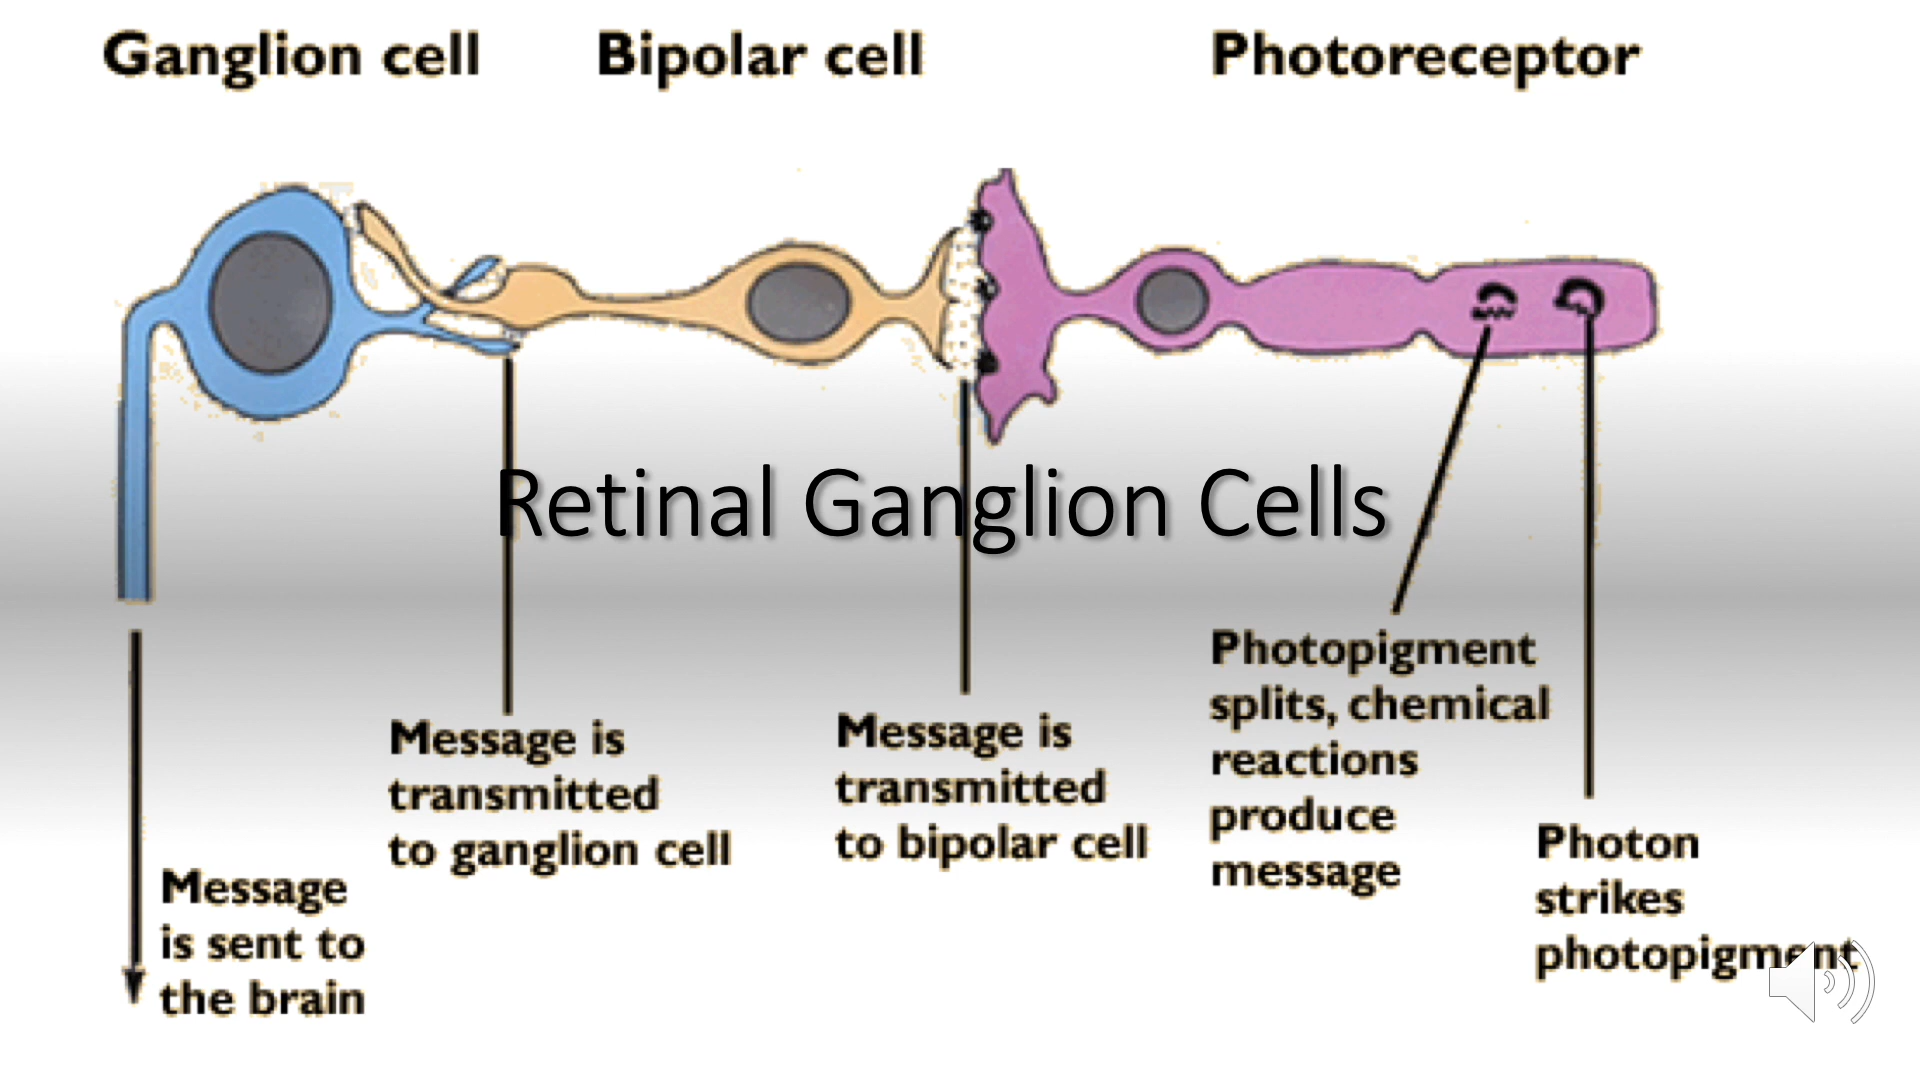 Ganglion cell
Bipolar cell
Photoreceptor
Retinal Ganglion Cells
Message
is sent to
the brain
Message is
transmitted
to ganglion cell
Message is
transmitted
to bipolar cell
Photopigment
splits, chemical
reactions
produce
message
Photon
strikes
photopigment